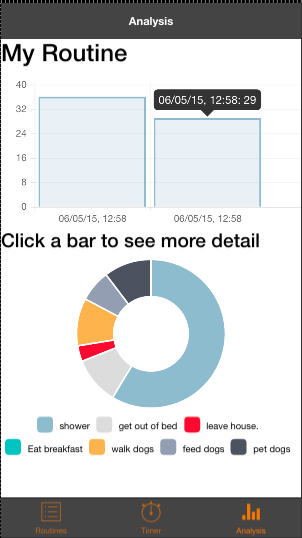 Analysis
My Routine
40
06/05/15, 12:58: 29
32
24
16
8
0
06/05/15, 12:58 06/05/15, 12:58
Click a bar to see more detail
shower get out of bed leave house.
Eat breakfast walk dogs feed dogs pet dogs
Routines Timer Analysis